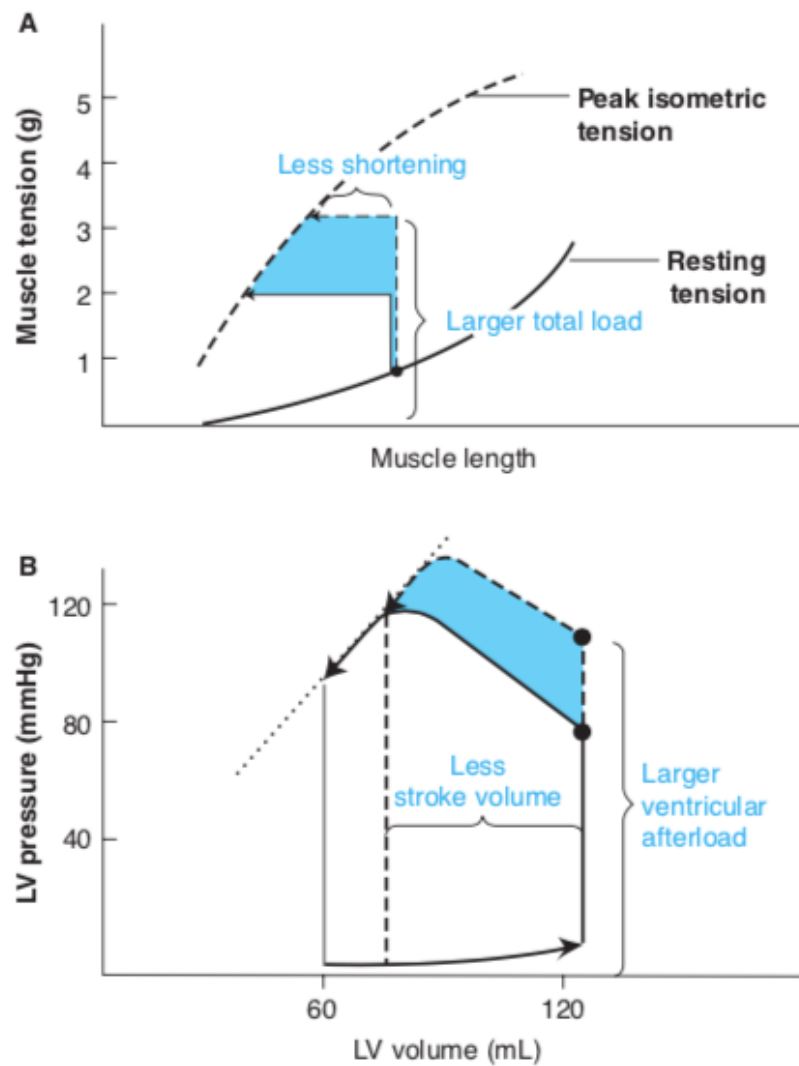 A
Muscle tension (g)
5
4
3
2
1
Peak isometric
tension
Less shortening
Resting
tension
Larger total load
Muscle length
B
LV pressure (mmHg)
120
80
40
Less
stroke volume
Larger
ventricular
afterload
60
120
LV volume (mL)